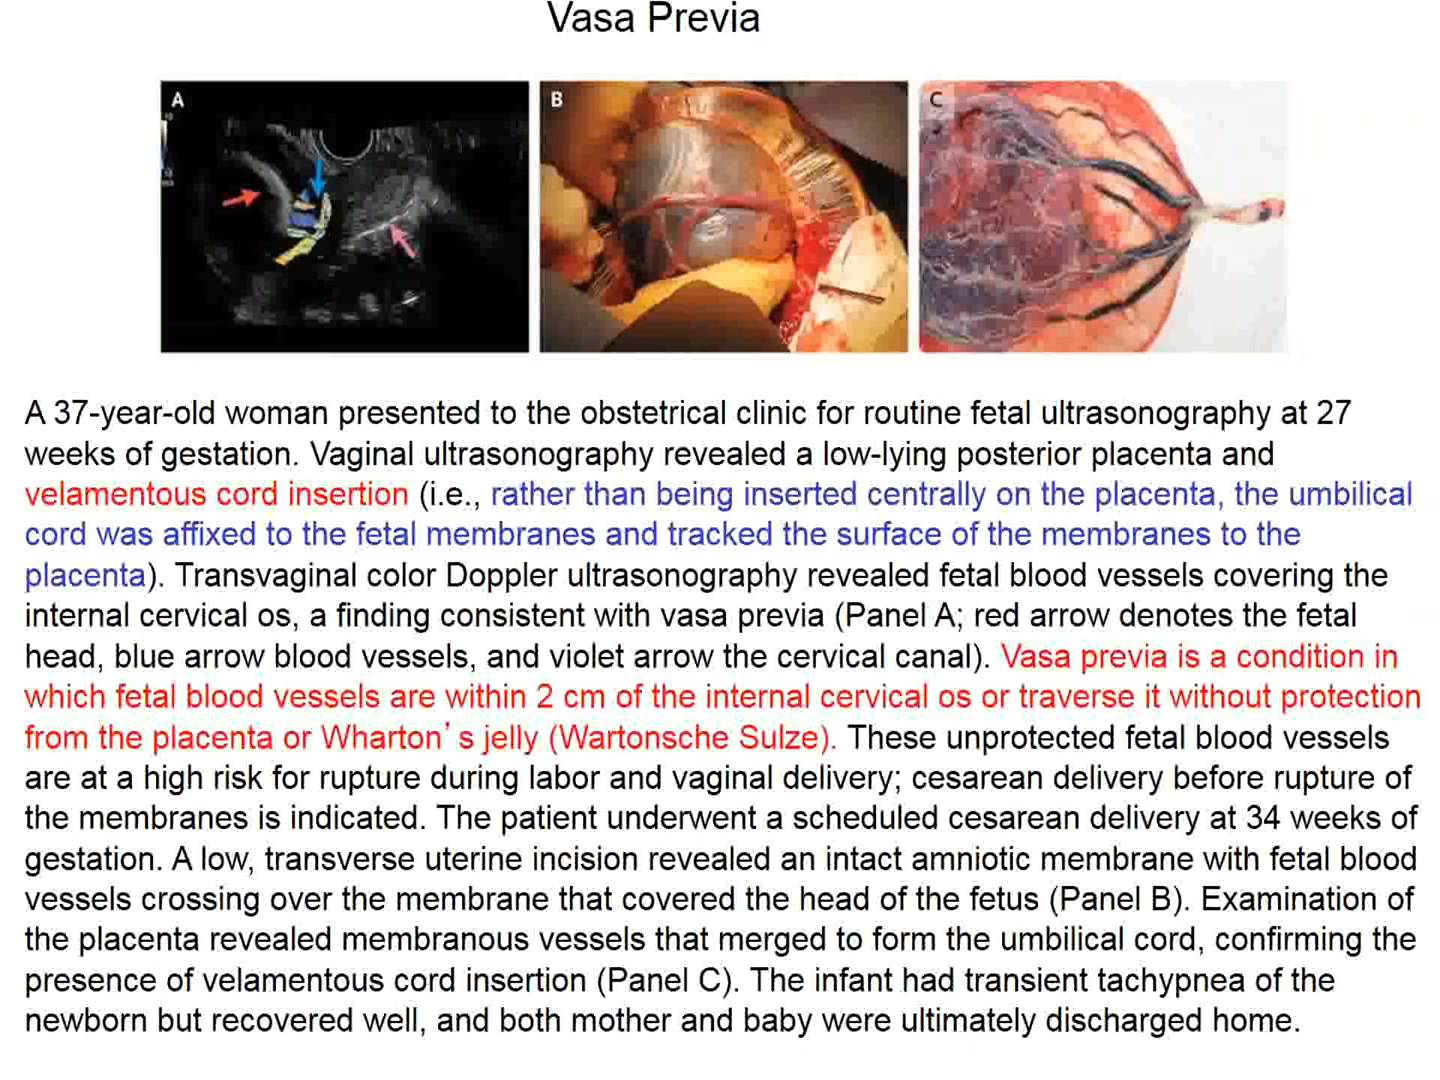 Vasa Previa
A
B
C
A 37-year-old woman presented to the obstetrical clinic for routine fetal ultrasonography at 27
weeks of gestation. Vaginal ultrasonography revealed a low-lying posterior placenta and
velamentous cord insertion (i.e., rather than being inserted centrally on the placenta, the umbilical
cord was affixed to the fetal membranes and tracked the surface of the membranes to the
placenta). Transvaginal color Doppler ultrasonography revealed fetal blood vessels covering the
internal cervical os, a finding consistent with vasa previa (Panel A; red arrow denotes the fetal
head, blue arrow blood vessels, and violet arrow the cervical canal). Vasa previa is a condition in
which fetal blood vessels are within 2 cm of the internal cervical os or traverse it without protection
from the placenta or Wharton's jelly (Wartonsche Sulze). These unprotected fetal blood vessels
are at a high risk for rupture during labor and vaginal delivery; cesarean delivery before rupture of
the membranes is indicated. The patient underwent a scheduled cesarean delivery at 34 weeks of
gestation. A low, transverse uterine incision revealed an intact amniotic membrane with fetal blood
vessels crossing over the membrane that covered the head of the fetus (Panel B). Examination of
the placenta revealed membranous vessels that merged to form the umbilical cord, confirming the
presence of velamentous cord insertion (Panel C). The infant had transient tachypnea of the
newborn but recovered well, and both mother and baby were ultimately discharged home.